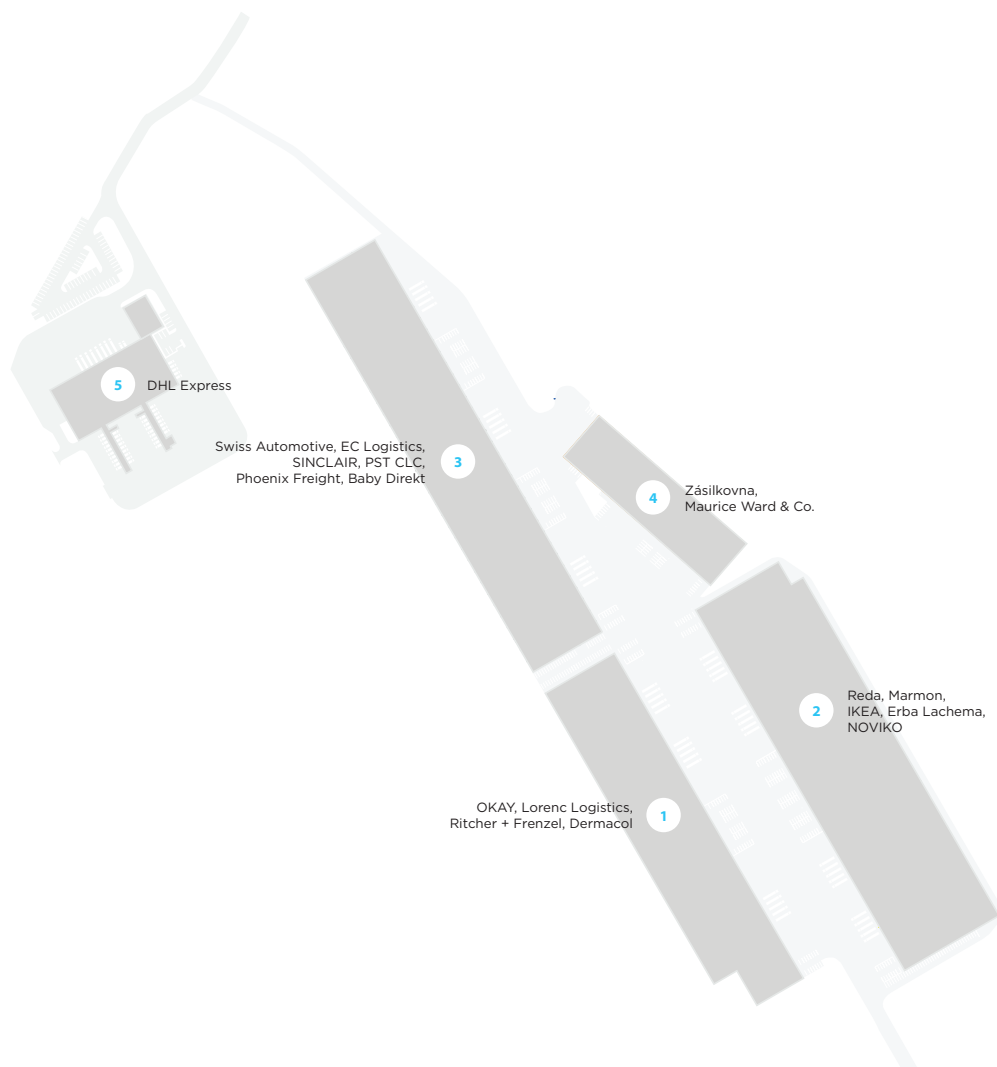 5
DHL Express
Swiss Automotive, EC Logistics,
SINCLAIR, PST CLC,
Phoenix Freight, Baby Direkt
3
4
Zásilkovna,
Maurice Ward & Co.
2
Reda, Marmon,
IKEA, Erba Lachema,
NOVIKO
OKAY, Lorenc Logistics,
Ritcher + Frenzel, Dermacol
1